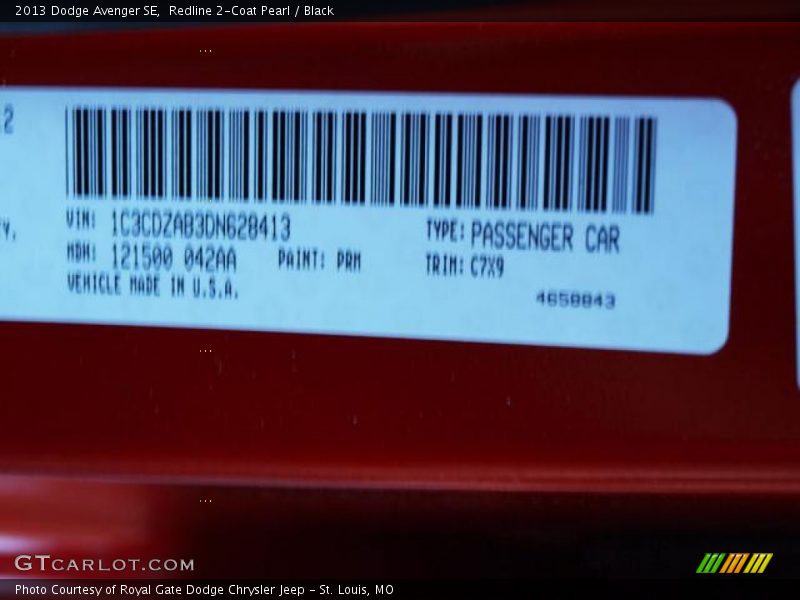 2013 Dodge Avenger SE,  Redline 2-Coat Pearl / Black
2
Y.
VIN: 1C3CDZAB3DN628413
TYPE: PASSENGER CAR
MDH: 121500 042AA
PAINT: PRM
TRIM: C7X9
VEHICLE MADE IN U.S.A.
4650043
GTCARLOT.COM
Photo Courtesy of Royal Gate Dodge Chrysler Jeep - St. Louis, MO